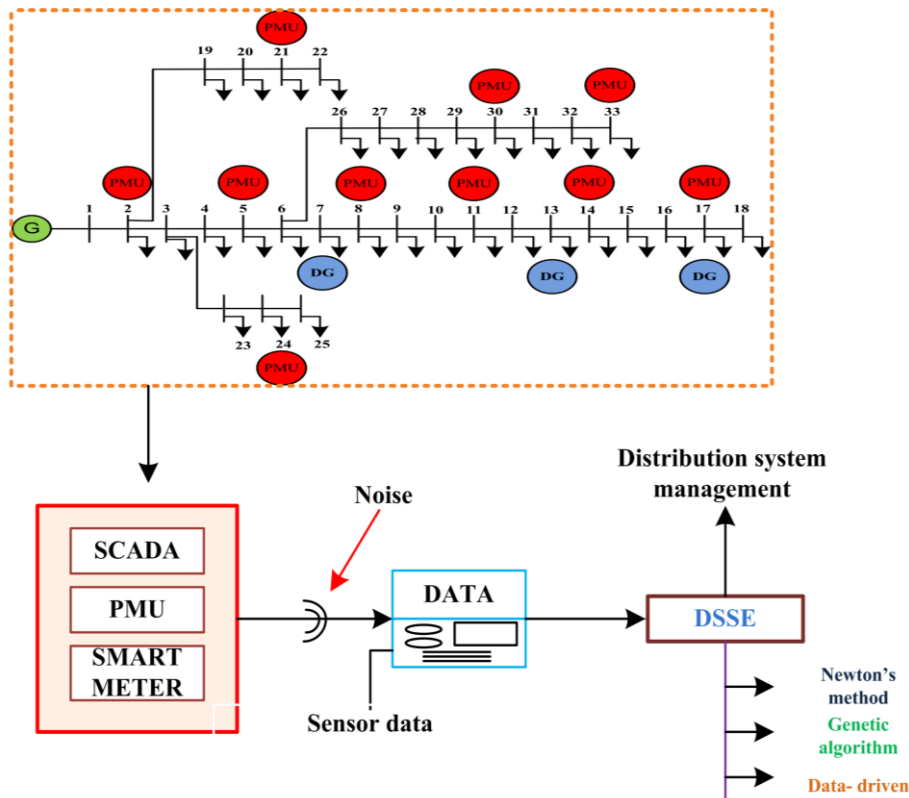 PMU
19 20 21 22
PMU PMU
26 27 28 29 30 31 32 33
PMU PMU PMU PMU PMU PMU
G 1 2 3 4 5 6 7 8 9 10 11 12 13 14 15 16 17 18
DG DG DG
23 24 25
PMU
Distribution system
management
Noise
SCADA
PMU
SMART
METER
DATA
DSSE
Sensor data
Newton's
method
Genetic
algorithm
Data- driven